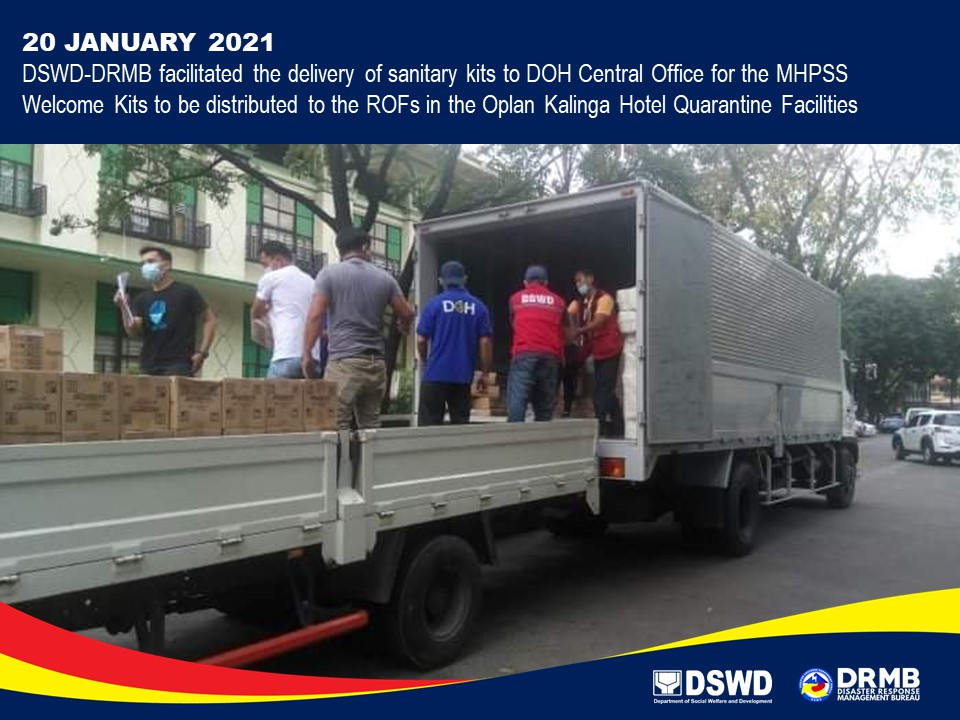 20 JANUARY 2021
DSWD-DRMB facilitated the delivery of sanitary kits to DOH Central Office for the MHPSS
Welcome Kits to be distributed to the ROFs in the Oplan Kalinga Hotel Quarantine Facilities
DOH
DSWD
DSWD
Department of Social Welfare and Development
DRMB
DISASTER RESPONSE
MANAGEMENT BUREAU